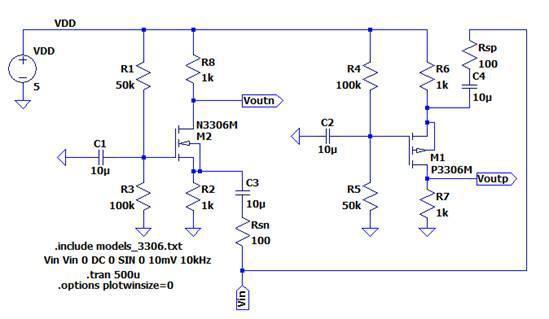 VDD
VDD
5
R1
50k
R8
1k
Voutn
N3306M
M2
C1
10µ
R3
100k
R2
1k
C3
10µ
Rsn
100
Vin
R4
100k
R6
1k
Rsp
100
C4
10µ
C2
10µ
M1
P3306M
Voutp
R5
50k
R7
1k
.include models_3306.txt
Vin Vin 0 DC 0 SIN 0 10mV 10kHz
.tran 500u
.options plotwinsize=0